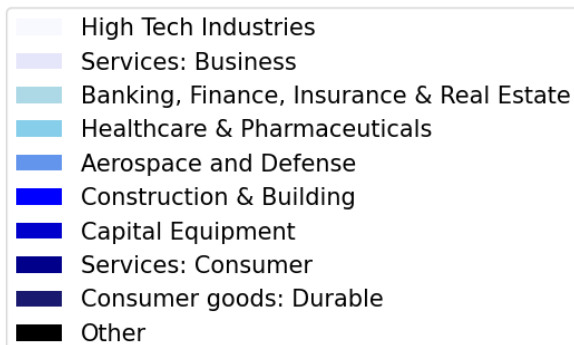 High Tech Industries
Services: Business
Banking, Finance, Insurance & Real Estate
Healthcare & Pharmaceuticals
Aerospace and Defense
Construction & Building
Capital Equipment
Services: Consumer
Consumer goods: Durable
Other